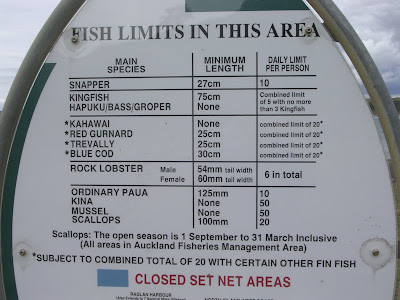 FISH LIMITS IN THIS AREA
MAIN SPECIES MINIMUM LENGTH DAILY LIMIT PER PERSON
SNAPPER 27cm 10
KINGFISH 75cm Combined limit
HAPUKU/BASS/GROPER None of 5 with no more than 3 Kingfish
*KAHAWAI None combined limit of 20*
*RED GURNARD 25cm combined limit of 20*
*TREVALLY 25cm combined limit of 20*
*BLUE COD 30cm combined limit of 20*
ROCK LOBSTER Male 54mm tail width 6 in total
Female 60mm tail width
ORDINARY PAUA 125mm 10
KINA None 50
MUSSEL None 50
SCALLOPS 100mm 20
Scallops: The open season is 1 September to 31 March Inclusive
(All areas in Auckland Fisheries Management Area)
*SUBJECT TO COMBINED TOTAL OF 20 WITH CERTAIN OTHER FIN FISH
CLOSED SET NET AREAS
RAGLAN HARBOUR